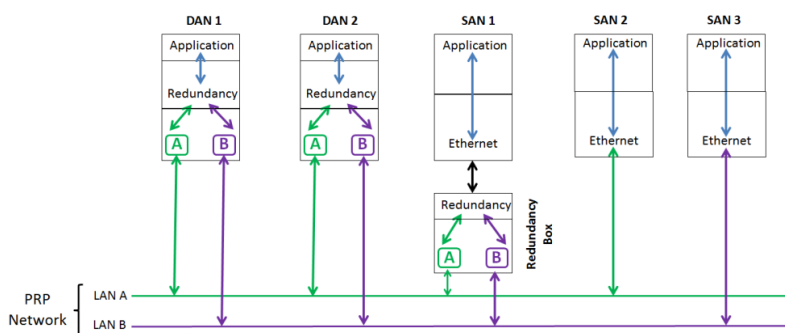 DAN 1
DAN 2
SAN 1
SAN 2
SAN 3
Application
Application
Application
Application
Application
Redundancy
Redundancy
Ethernet
Ethernet
Ethernet
A
B
A
B
Redundancy
A
B
Redundancy
Box
PRP
Network
LAN A
LAN B